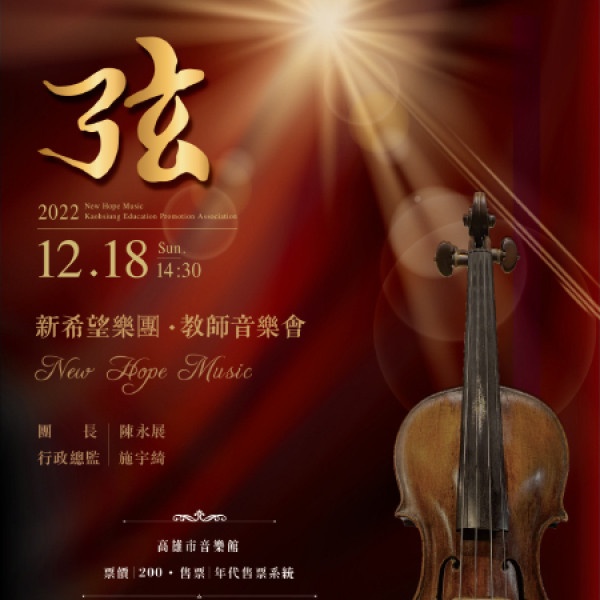 弦
2022 New Hope Music
Kaohsiung Education Promotion Association
12.18 Sun.
14:30
新希望樂團·教師音樂會
New Hope Music
團長 | 陳永展
行政總監 | 施宇綺
高雄市音樂館
票價|200·售票|年代售票系統